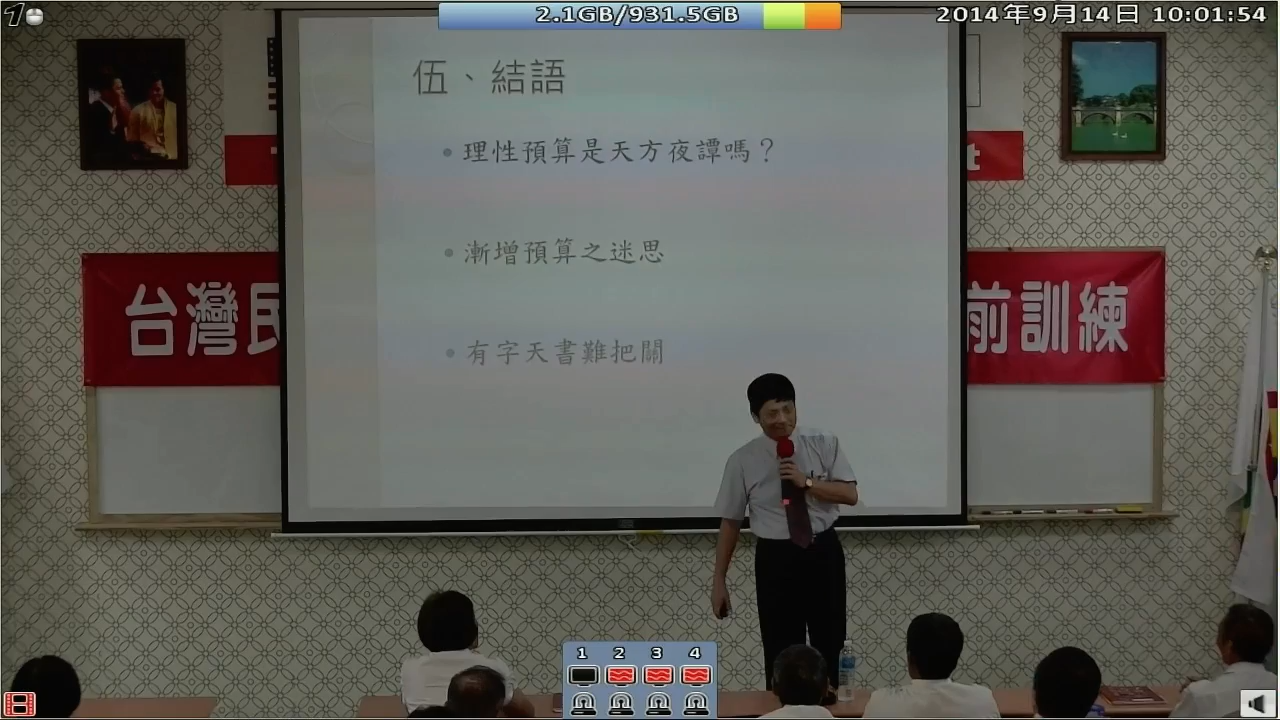 1
2.1GB/931.5GB
2014年9月14日 10:01:54
伍、結語
理性預算是天方夜譚嗎？
漸增預算之迷思
有字天書難把關
台灣民
前訓練
t
1 2 3 4